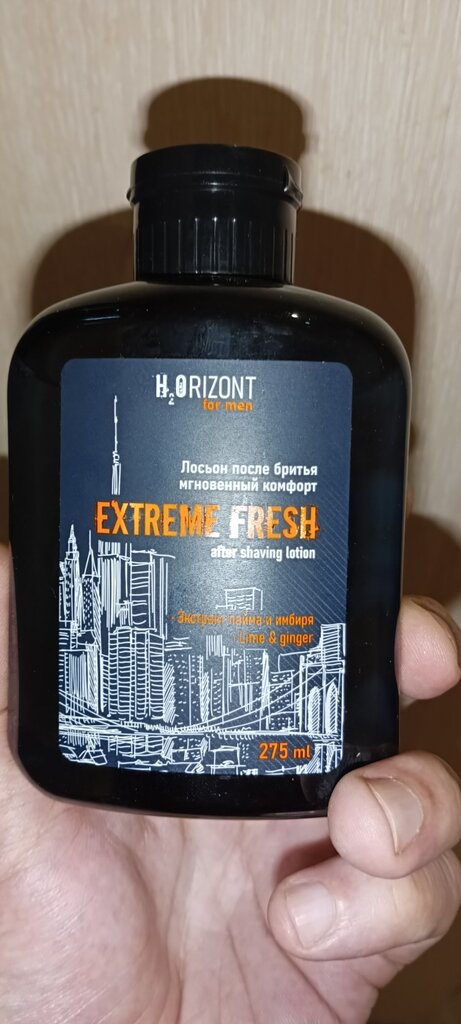 H₂ORIZONT
for men
Лосьон после бритья
мгновенный комфорт
EXTREME FRESH
after shaving lotion
Экстракт лайма и имбиря
Lime & ginger
275 ml